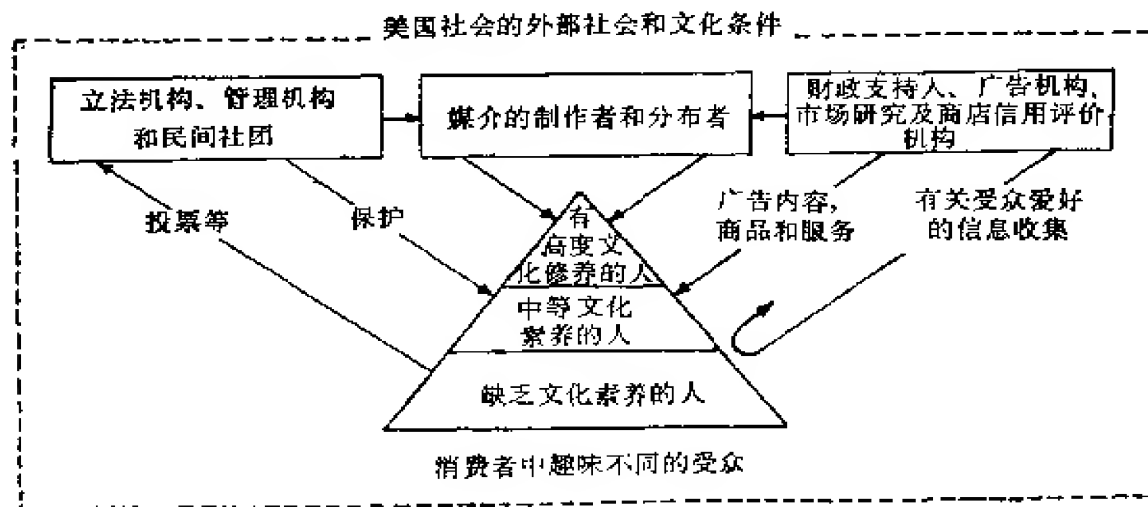 美国社会的外部社会和文化条件
立法机构、管理机构
和民间社团
媒介的制作者和分布者
财政支持人、广告机构、
市场研究及商店信用评价
机构
投票等
保护
广告内容，
商品和服务
有关受众爱好
的信息收集
有
高度文
化修养的人
中等文化
素养的人
缺乏文化素养的人
消费者中趣味不同的受众